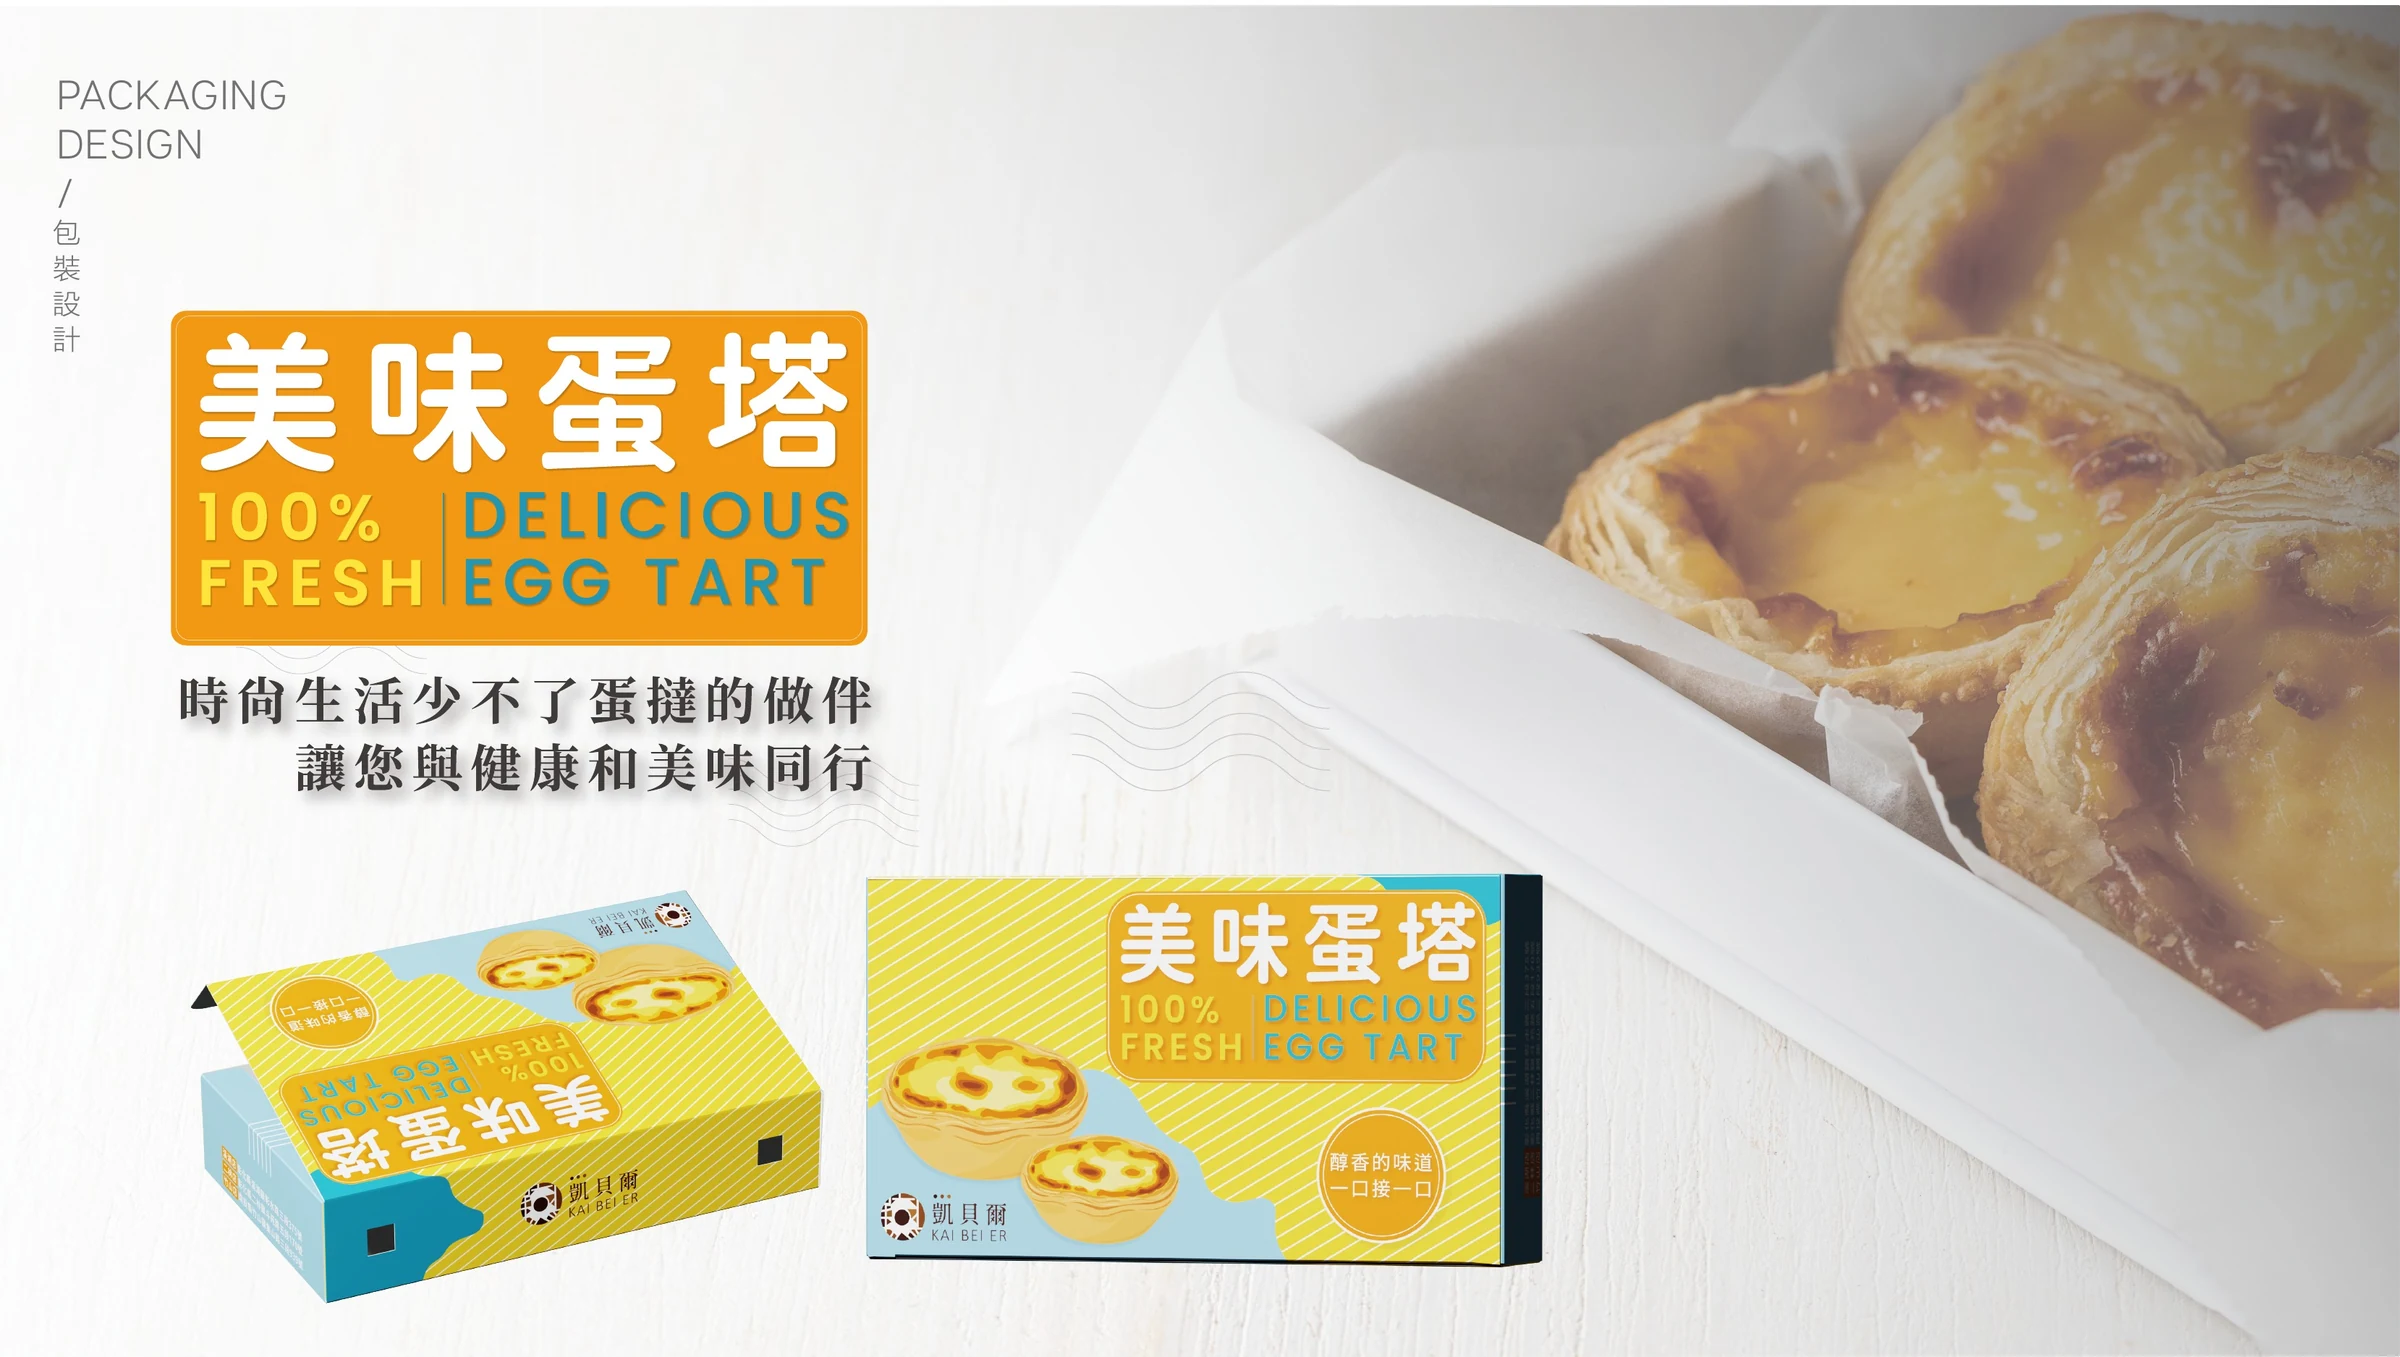 PACKAGING
DESIGN
/
包裝設計
美味蛋塔
100%
FRESH
DELICIOUS
EGG TART
時尚生活少不了蛋撻的做伴
讓您與健康和美味同行
凱貝爾
KAI BEI ER
醇香的味道
一口接一口
美味蛋塔
100%
FRESH
DELICIOUS
EGG TART
凱貝爾
KAI BEI ER
美味蛋塔
100%
FRESH
DELICIOUS
EGG TART
醇香的味道
一口接一口
凱貝爾
KAI BEI ER